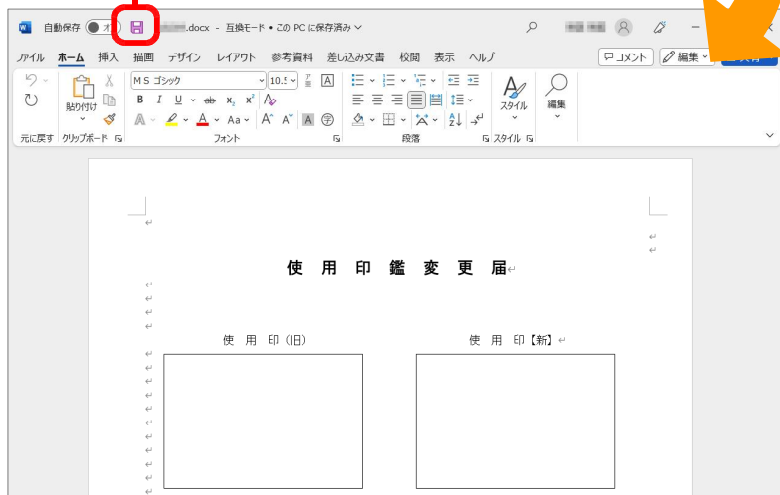 自動保存 .docx - 互換モード • この PC に保存済み
ファイル ホーム 挿入 描画 デザイン レイアウト 参考資料 差し込み文書 校閲 表示 ヘルプ コメント 編集
MS ゴシック 10.5
貼り付け B I U ab x₂ x² A スタイル 編集
A A Aa A A A 字
元に戻す クリップボード フォント 段落 スタイル
使 用 印 鑑 変 更 届
使 用 印 (旧) 使 用 印【新】